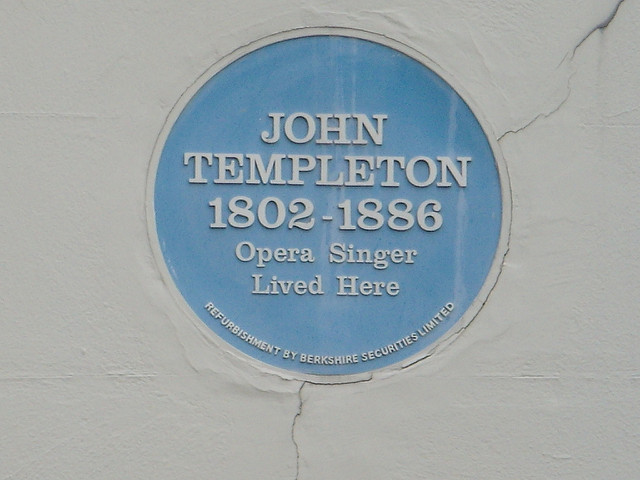 JOHN
TEMPLETON
1802-1886
Opera Singer
Lived Here
REFURBISHMENT BY BERKSHIRE SECURITIES LIMITED